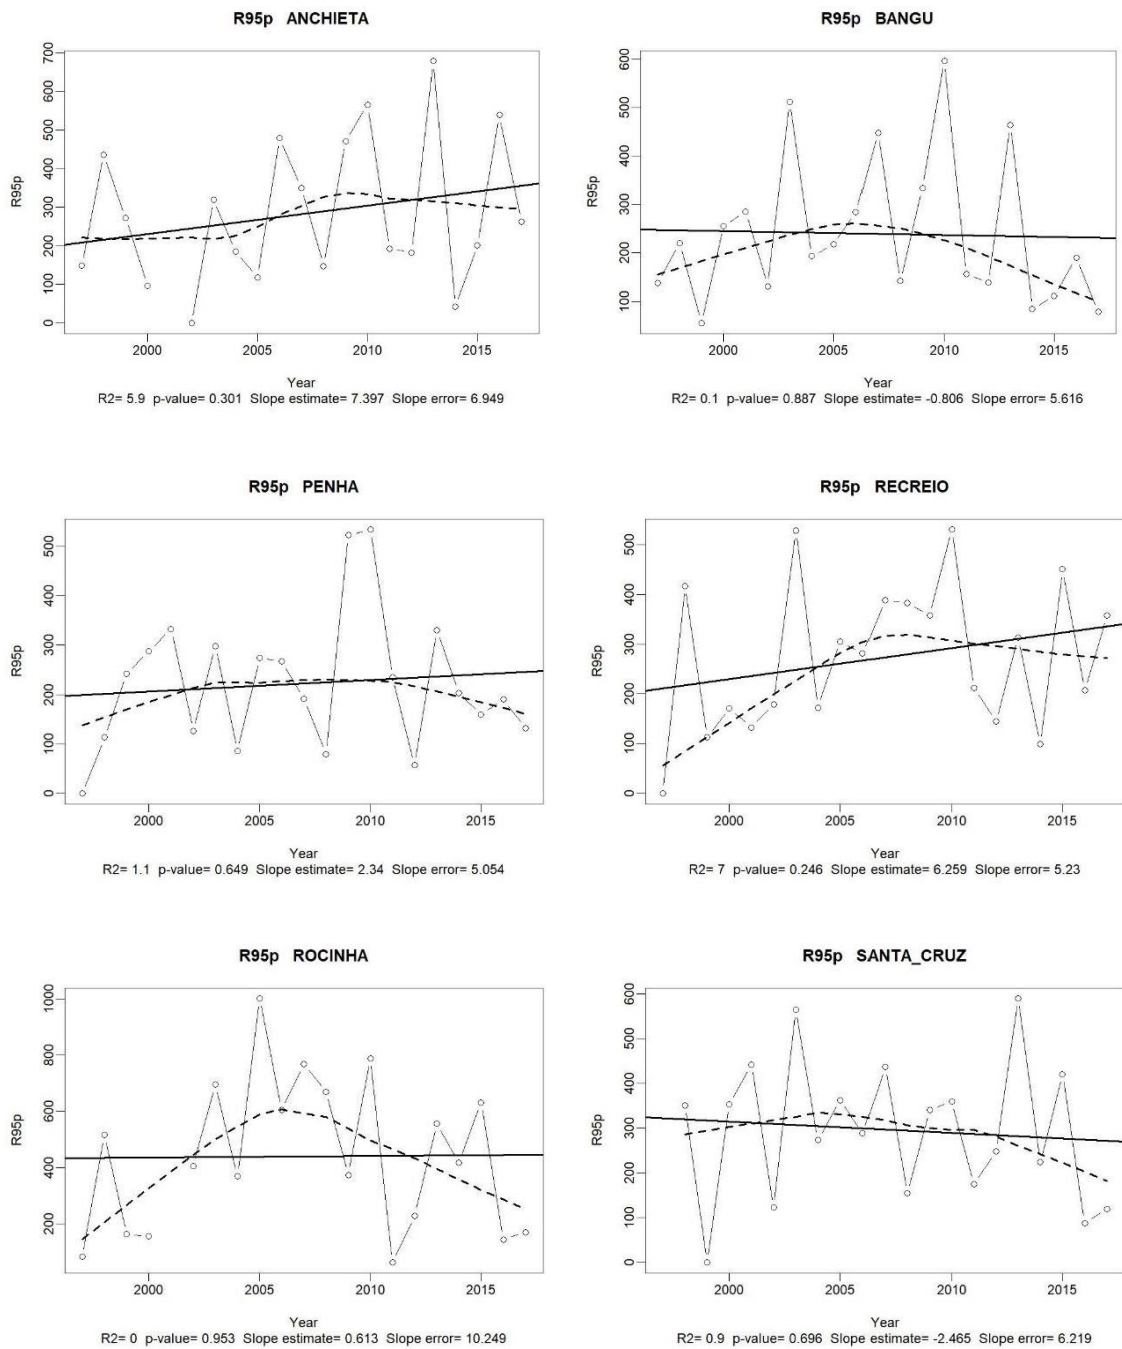 R95p ANCHIETA
R95p
700
600
500
400
300
200
100
0
2000 2005 2010 2015
Year
R2= 5.9 p-value= 0.301 Slope estimate= 7.397 Slope error= 6.949
R95p BANGU
R95p
600
500
400
300
200
100
2000 2005 2010 2015
Year
R2= 0.1 p-value= 0.887 Slope estimate= -0.806 Slope error= 5.616
R95p PENHA
R95p
500
400
300
200
100
0
2000 2005 2010 2015
Year
R2= 1.1 p-value= 0.649 Slope estimate= 2.34 Slope error= 5.054
R95p RECREIO
R95p
500
400
300
200
100
0
2000 2005 2010 2015
Year
R2= 7 p-value= 0.246 Slope estimate= 6.259 Slope error= 5.23
R95p ROCINHA
R95p
1000
800
600
400
200
2000 2005 2010 2015
Year
R2= 0 p-value= 0.953 Slope estimate= 0.613 Slope error= 10.249
R95p SANTA_CRUZ
R95p
600
500
400
300
200
100
0
2000 2005 2010 2015
Year
R2= 0.9 p-value= 0.696 Slope estimate= -2.465 Slope error= 6.219